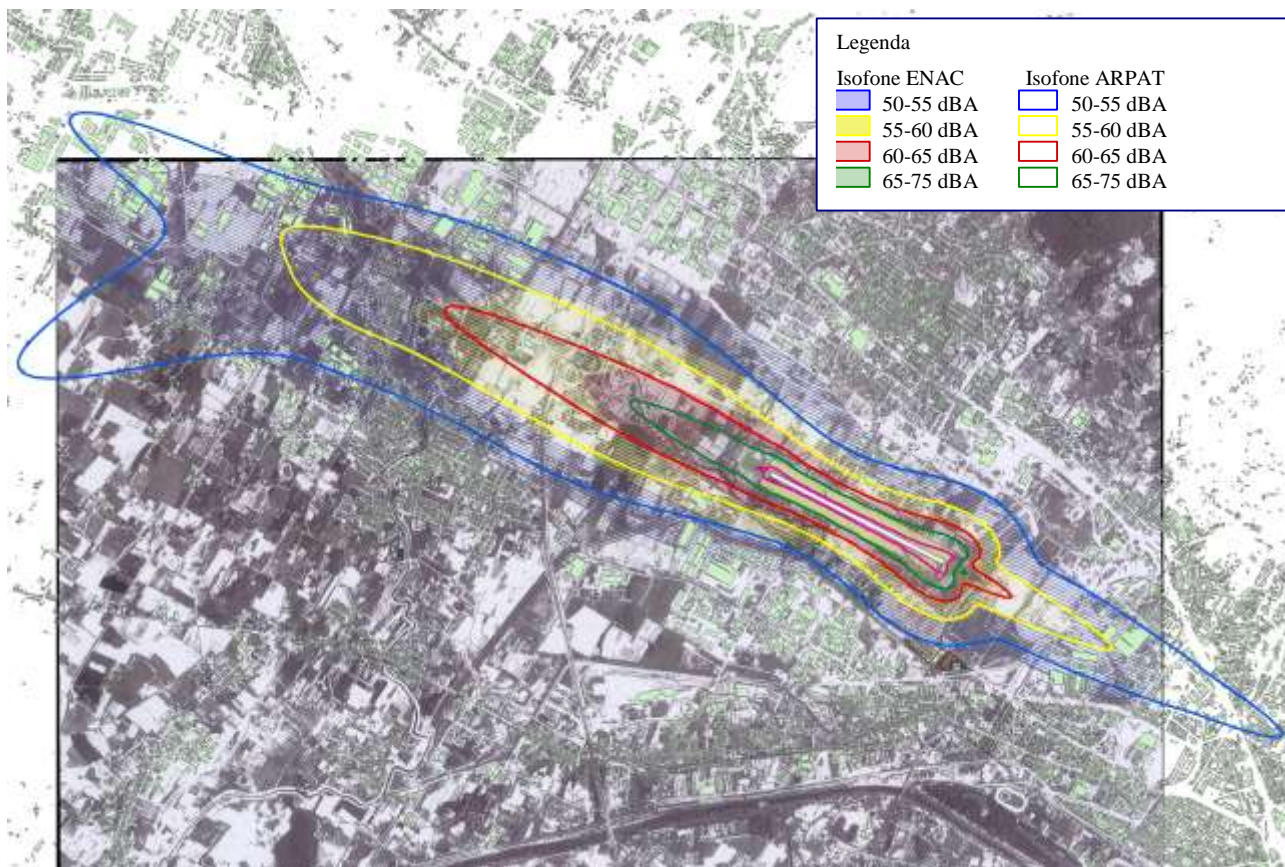 Legenda
Isofone ENAC Isofone ARPAT
50-55 dBA 50-55 dBA
55-60 dBA 55-60 dBA
60-65 dBA 60-65 dBA
65-75 dBA 65-75 dBA